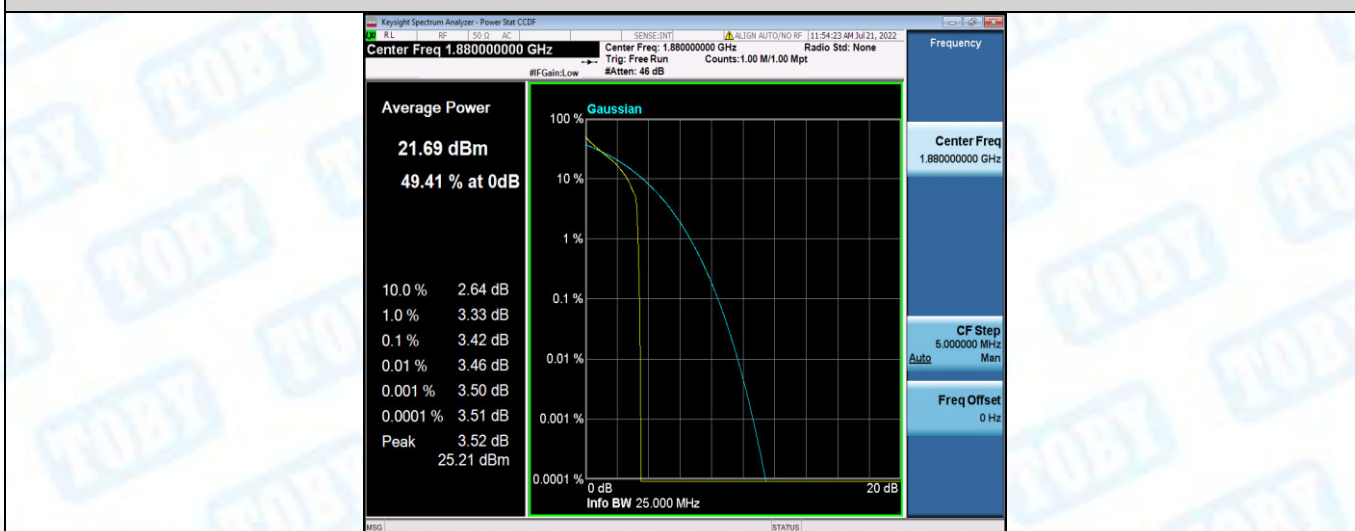 Keysight Spectrum Analyzer - Power Stat CCDF
RL RF 50 Ω AC SENSE:INT ALIGN AUTO/NO RF 11:54:23 AM Jul 21, 2022
Center Freq 1.880000000 GHz
#IFGain:Low
Center Freq: 1.880000000 GHz Radio Std: None
Trig: Free Run Counts:1.00 M/1.00 Mpt
#Atten: 46 dB
Average Power
21.69 dBm
49.41 % at 0dB
10.0 % 2.64 dB
1.0 % 3.33 dB
0.1 % 3.42 dB
0.01 % 3.46 dB
0.001 % 3.50 dB
0.0001 % 3.51 dB
Peak 3.52 dB
25.21 dBm
Gaussian
100 %
10 %
1 %
0.1 %
0.01 %
0.001 %
0.0001 %
0 dB 20 dB
Info BW 25.000 MHz
Frequency
Center Freq
1.880000000 GHz
CF Step
5.000000 MHz
Auto Man
Freq Offset
0 Hz
MSG STATUS
TOBY
TOBY
TOBY
TOBY
TOBY
TOBY
TOBY